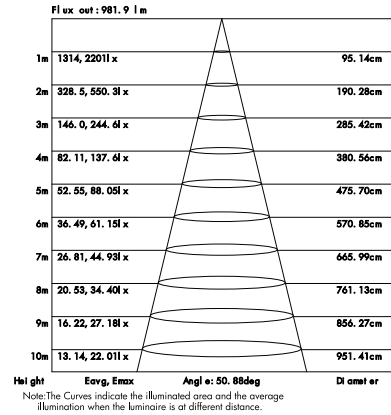 Flux out:981.9 lm
1m 1314, 2201lx 95.14cm
2m 328.5, 550.3lx 190.28cm
3m 146.0, 244.6lx 285.42cm
4m 82.11, 137.6lx 380.56cm
5m 52.55, 88.05lx 475.70cm
6m 36.49, 61.15lx 570.85cm
7m 26.81, 44.93lx 665.99cm
8m 20.53, 34.40lx 761.13cm
9m 16.22, 27.18lx 856.27cm
10m 13.14, 22.01lx 951.41cm
Height Eavg, Emax Angle:50.88deg Diameter
Note:The Curves indicate the illuminated area and the average
illumination when the luminaire is at different distance.